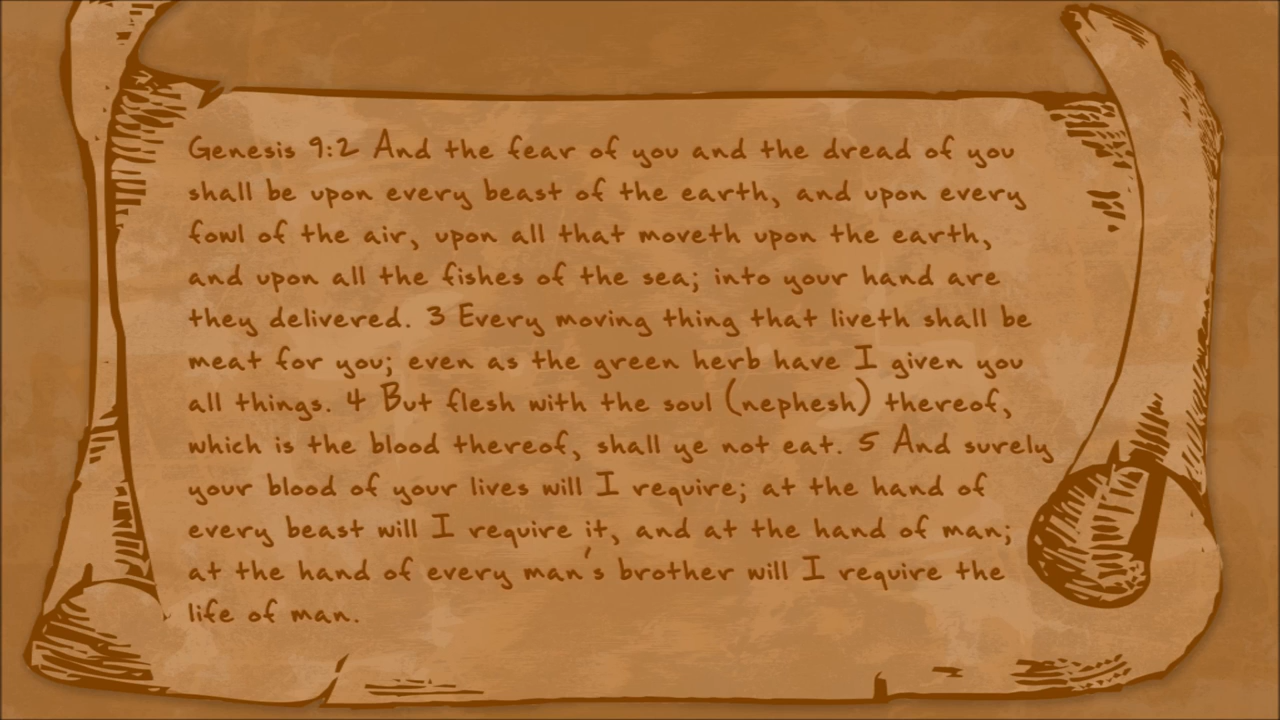 Genesis 9:2 And the fear of you and the dread of you
shall be upon every beast of the earth, and upon every
fowl of the air, upon all that moveth upon the earth,
and upon all the fishes of the sea; into your hand are
they delivered. 3 Every moving thing that liveth shall be
meat for you; even as the green herb have I given you
all things. 4 But flesh with the soul (nephesh) thereof,
which is the blood thereof, shall ye not eat. 5 And surely
your blood of your lives will I require; at the hand of
every beast will I require it, and at the hand of man;
at the hand of every man's brother will I require the
life of man.